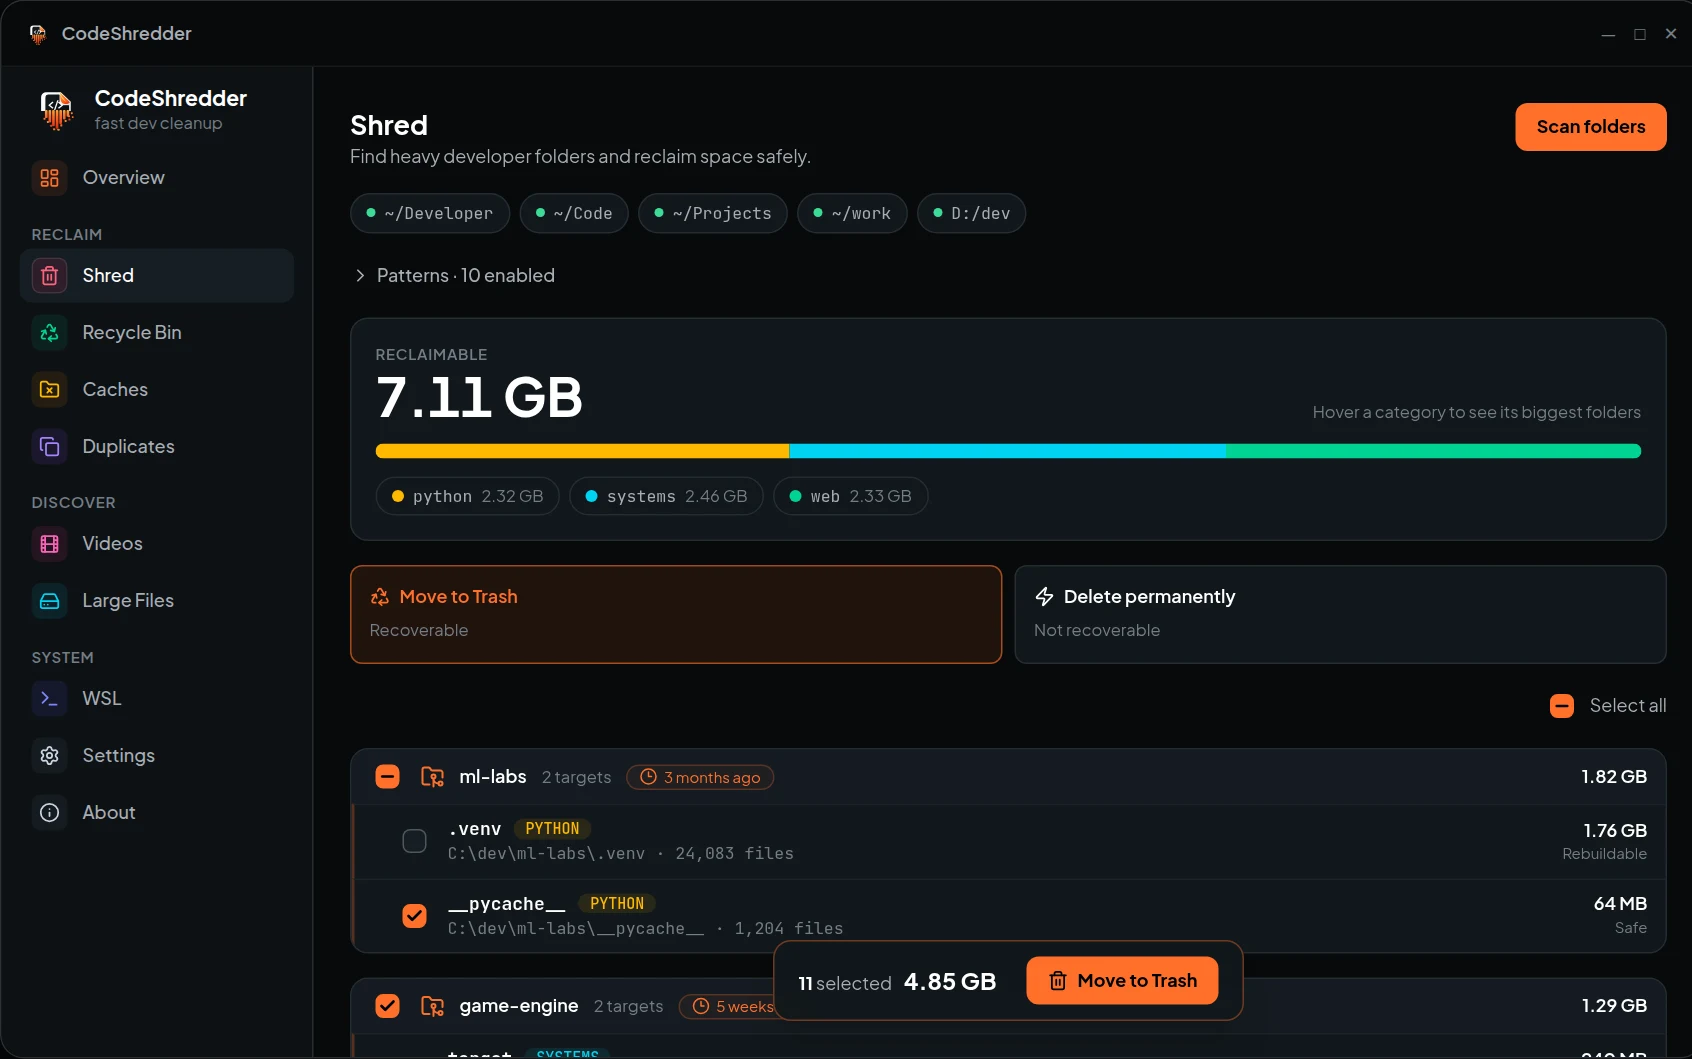 CodeShredder
CodeShredder
fast dev cleanup
Overview
RECLAIM
Shred
Recycle Bin
Caches
Duplicates
DISCOVER
Videos
Large Files
SYSTEM
WSL
Settings
About
Shred
Find heavy developer folders and reclaim space safely.
Scan folders
~/Developer ~/Code ~/Projects ~/work D:/dev
Patterns · 10 enabled
RECLAIMABLE
7.11 GB
Hover a category to see its biggest folders
python 2.32 GB systems 2.46 GB web 2.33 GB
Move to Trash
Recoverable
Delete permanently
Not recoverable
Select all
ml-labs 2 targets 3 months ago 1.82 GB
.venv PYTHON 1.76 GB
C:\dev\ml-labs\.venv · 24,083 files Rebuildable
__pycache__ PYTHON 64 MB
C:\dev\ml-labs\__pycache__ · 1,204 files Safe
11 selected 4.85 GB Move to Trash
game-engine 2 targets 5 weeks 1.29 GB
target SYSTEMS